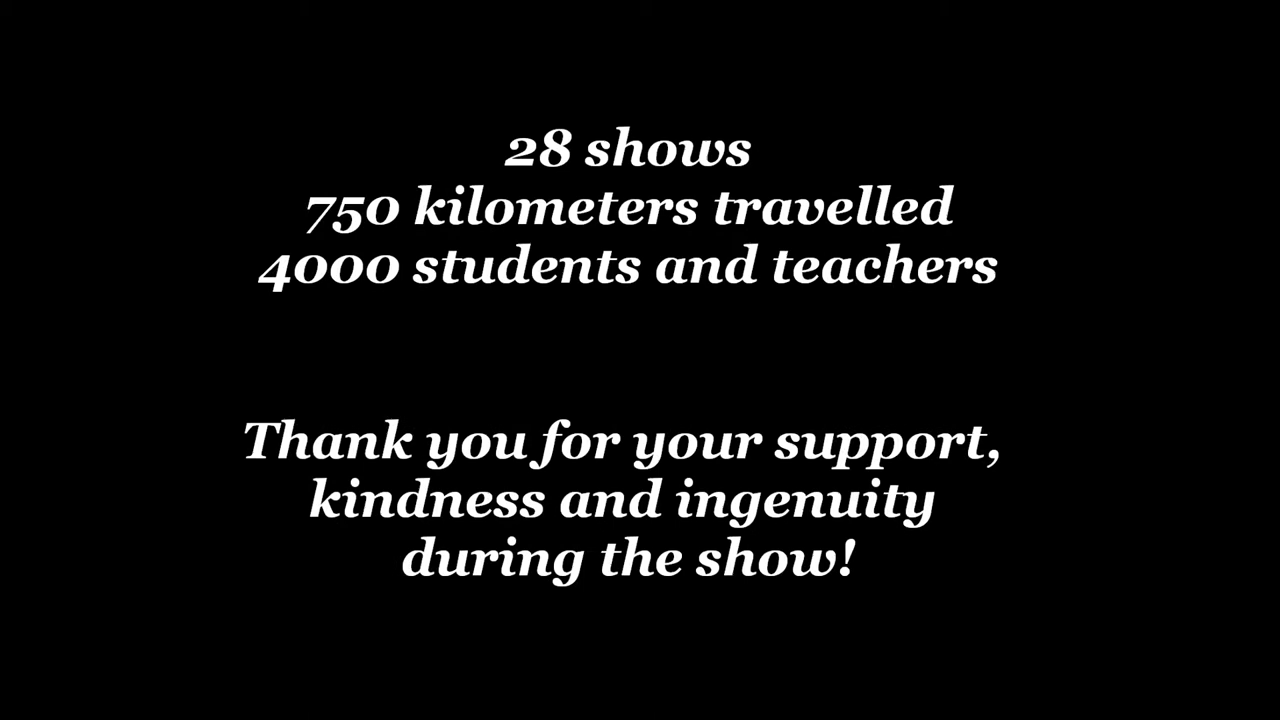 28 shows
750 kilometers travelled
4000 students and teachers
Thank you for your support,
kindness and ingenuity
during the show!